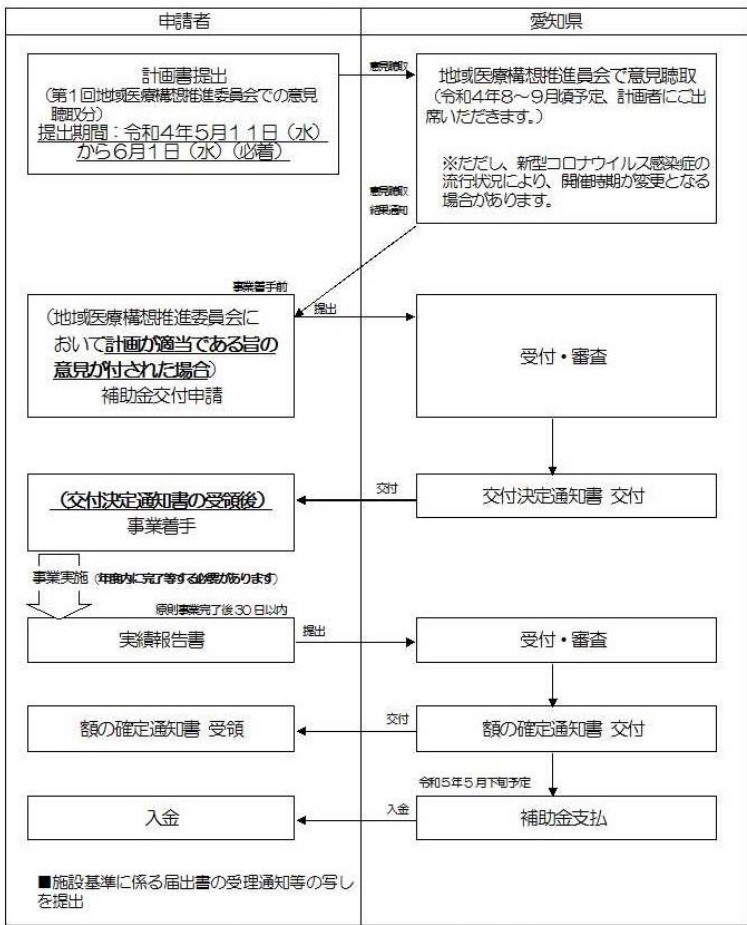 申請者
愛知県
計画書提出
(第1回地域医療構想推進委員会での意見
聴取分)
提出期間:令和4年5月11日(水)
から6月1日(水)(必着)
意見聴取
地域医療構想推進員会で意見聴取
(令和4年8~9月頃予定、計画者にご出
席いただきます。)
※ただし、新型コロナウイルス感染症の
流行状況により、開催時期が変更となる
場合があります。
意見聴取
結果通知
事業着手前
(地域医療構想推進委員会に
おいて計画が適当である旨の
意見が付された場合)
補助金交付申請
提出
受付・審査
交付決定通知書 交付
交付
(交付決定通知書の受領後)
事業着手
事業実施 (年度内に完了等する必要があります)
原則事業完了後30日以内
実績報告書
提出
受付・審査
額の確定通知書 交付
交付
額の確定通知書 受領
令和5年5月下旬予定
補助金支払
入金
入金
■施設基準に係る届出書の受理通知等の写し
を提出